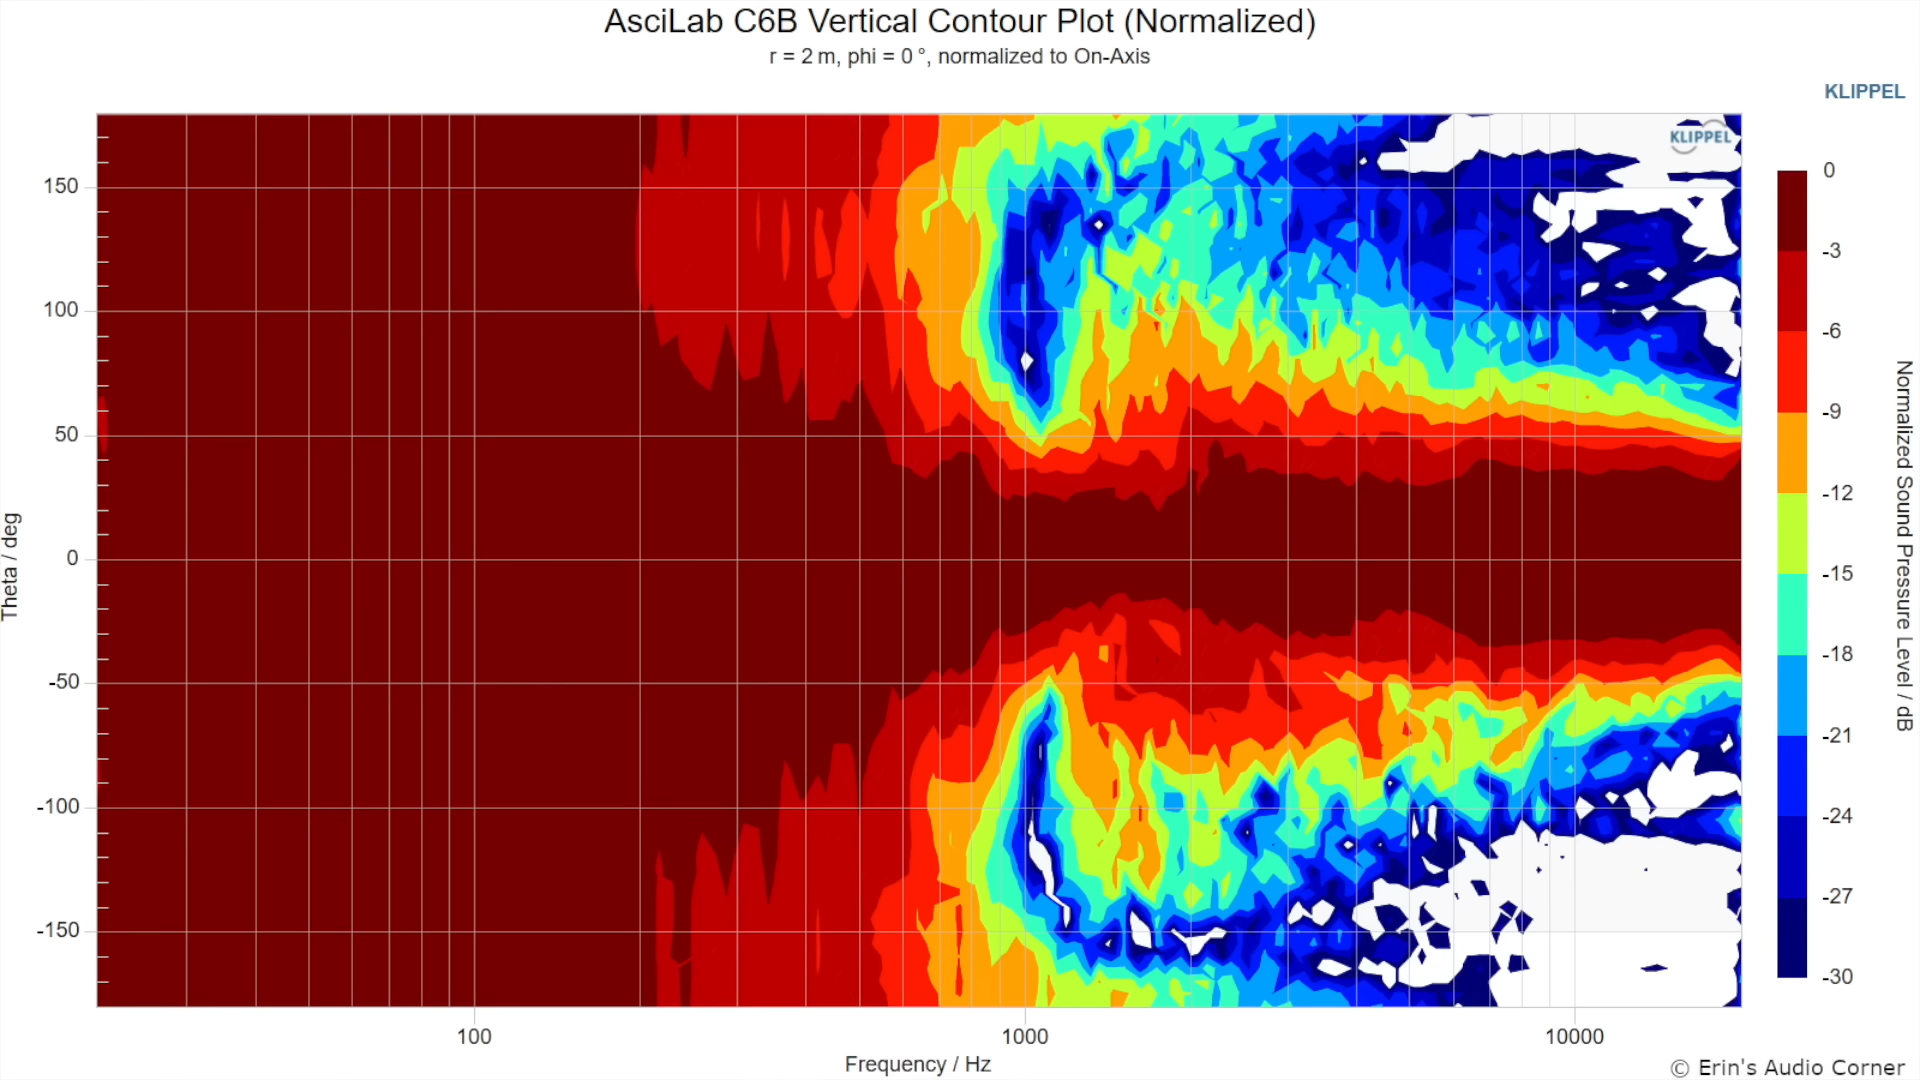 AsciLab C6B Vertical Contour Plot (Normalized)
r = 2 m, phi = 0 °, normalized to On-Axis
KLIPPEL
KLIPPEL
150
100
50
0
-50
-100
-150
Theta / deg
100
1000
10000
Frequency / Hz
0
-3
-6
-9
-12
-15
-18
-21
-24
-27
-30
Normalized Sound Pressure Level / dB
© Erin's Audio Corner